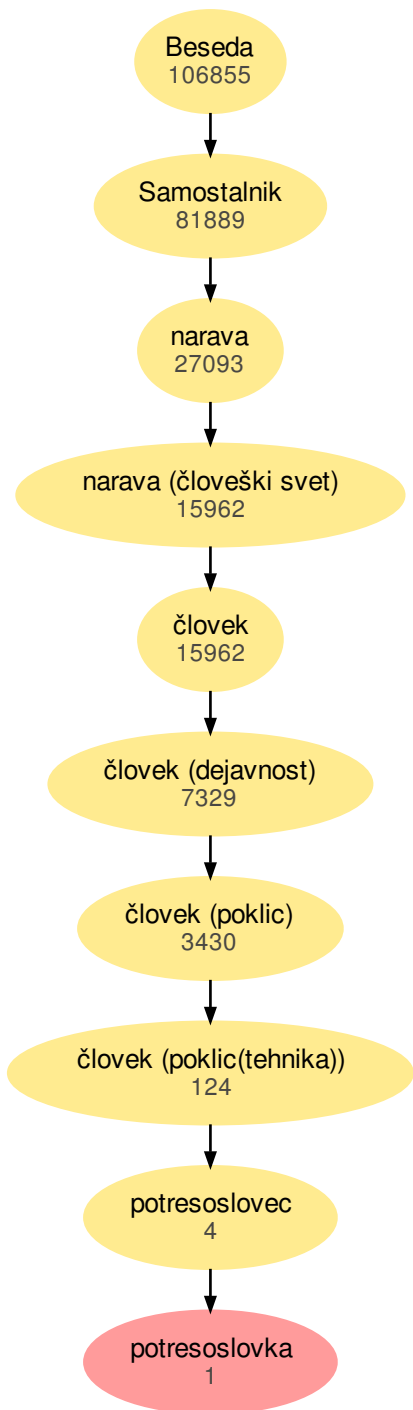 Beseda
106855
Samostalnik
81889
narava
27093
narava (človeški svet)
15962
človek
15962
človek (dejavnost)
7329
človek (poklic)
3430
človek (poklic(tehnika))
124
potresoslovec
4
potresoslovka
1